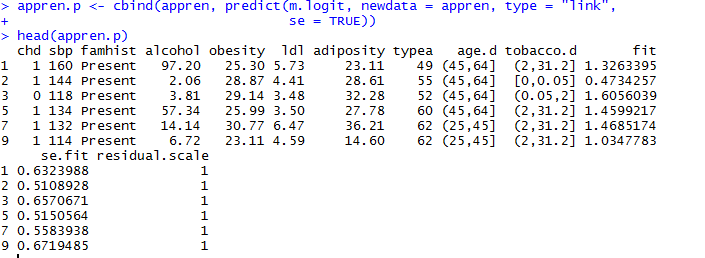 > appren.p <- cbind(appren, predict(m.logit, newdata = appren, type = "link",
+                                   se = TRUE))
> head(appren.p)
  chd sbp famhist alcohol obesity  ldl adiposity typea   age.d tobacco.d       fit
1   1 160 Present   97.20   25.30 5.73     23.11    49 (45,64]  (2,31.2] 1.3263395
2   1 144 Present    2.06   28.87 4.41     28.61    55 (45,64]  [0,0.05] 0.4734257
3   0 118 Present    3.81   29.14 3.48     32.28    52 (45,64]  (0.05,2] 1.6056039
5   1 134 Present   57.34   25.99 3.50     27.78    60 (45,64]  (2,31.2] 1.4599217
7   1 132 Present   14.14   30.77 6.47     36.21    62 (25,45]  (2,31.2] 1.4685174
9   1 114 Present    6.72   23.11 4.59     14.60    62 (25,45]  (2,31.2] 1.0347783
     se.fit residual.scale
1 0.6323988              1
2 0.5108928              1
3 0.6570671              1
5 0.5150564              1
7 0.5583938              1
9 0.6719485              1